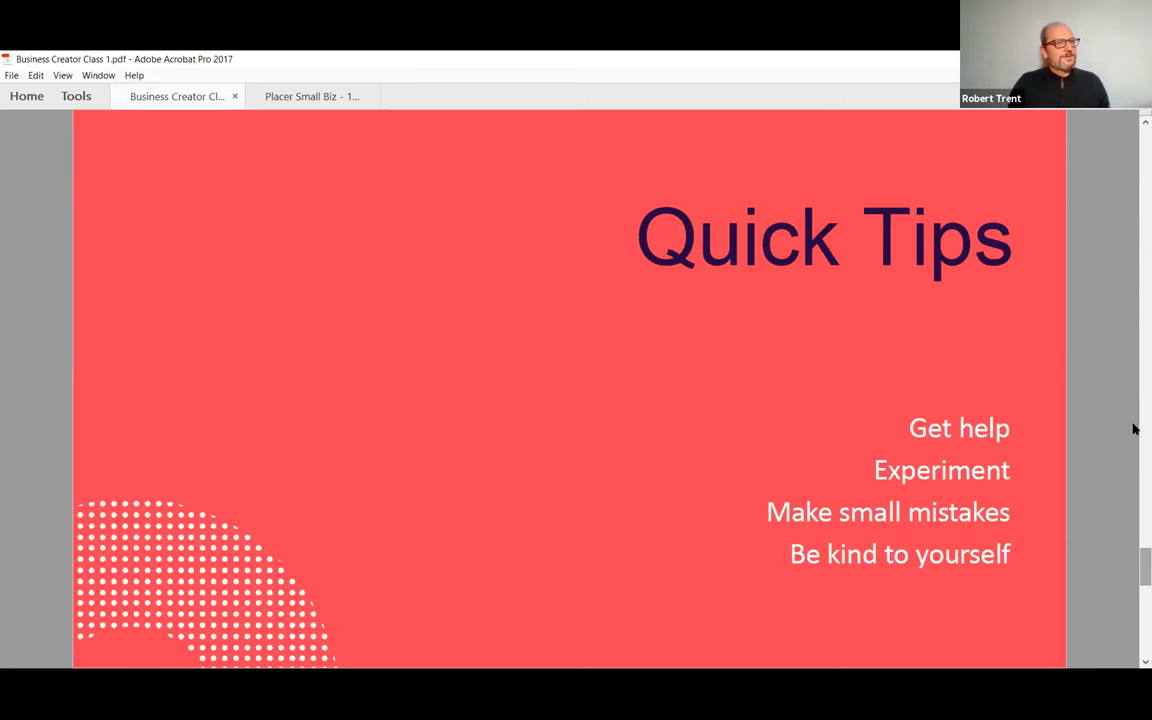 Business Creator Class 1.pdf - Adobe Acrobat Pro 2017
File Edit View Window Help
Home Tools Business Creator Cl... × Placer Small Biz - 1...
Robert Trent
Quick Tips
Get help
Experiment
Make small mistakes
Be kind to yourself